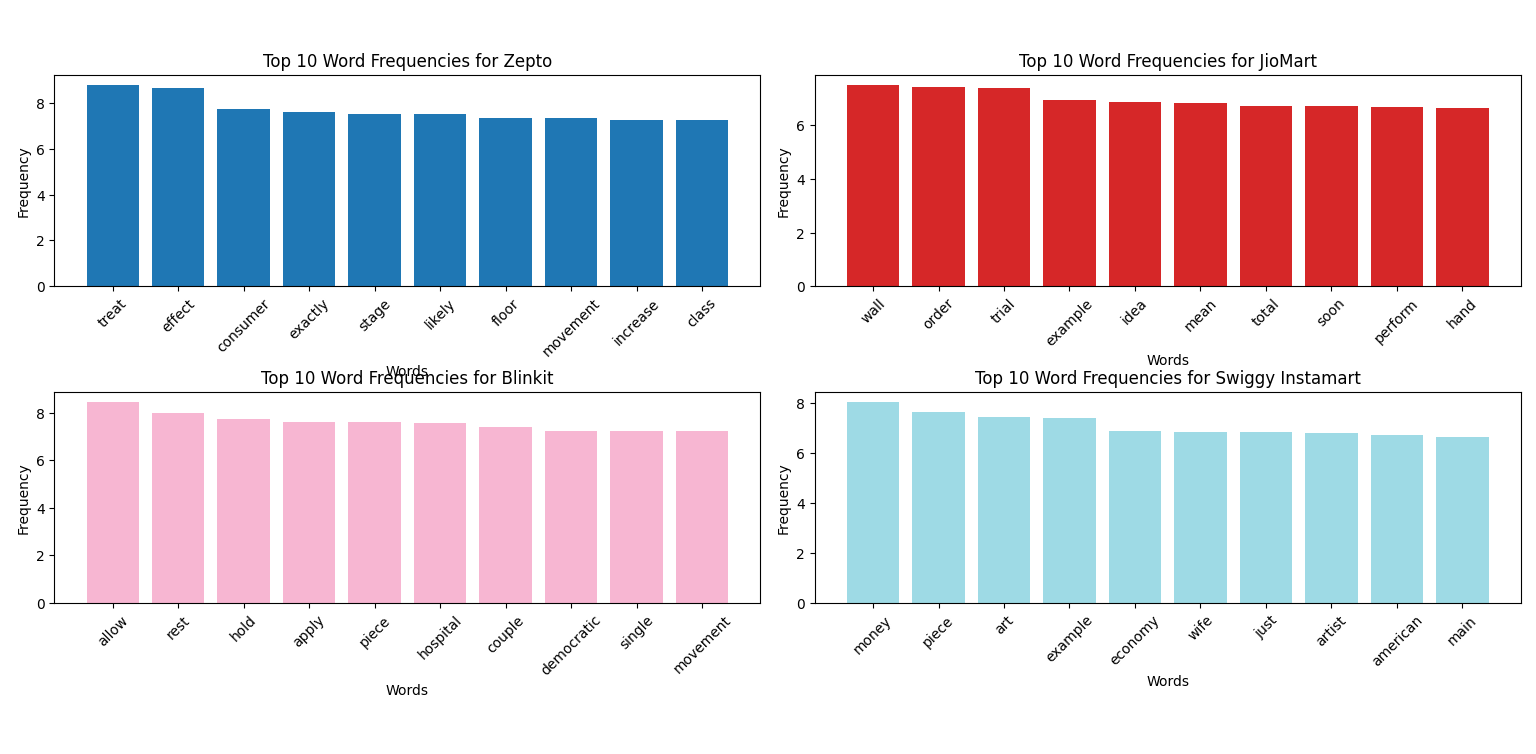 Top 10 Word Frequencies for Zepto
Frequency
8
6
4
2
0
treat effect consumer exactly stage likely floor movement increase class
Words
Top 10 Word Frequencies for JioMart
Frequency
6
4
2
0
wall order trial example idea mean total soon perform hand
Words
Top 10 Word Frequencies for Blinkit
Frequency
8
6
4
2
0
allow rest hold apply piece hospital couple democratic single movement
Words
Top 10 Word Frequencies for Swiggy Instamart
Frequency
8
6
4
2
0
money piece art example economy wife just artist american main
Words